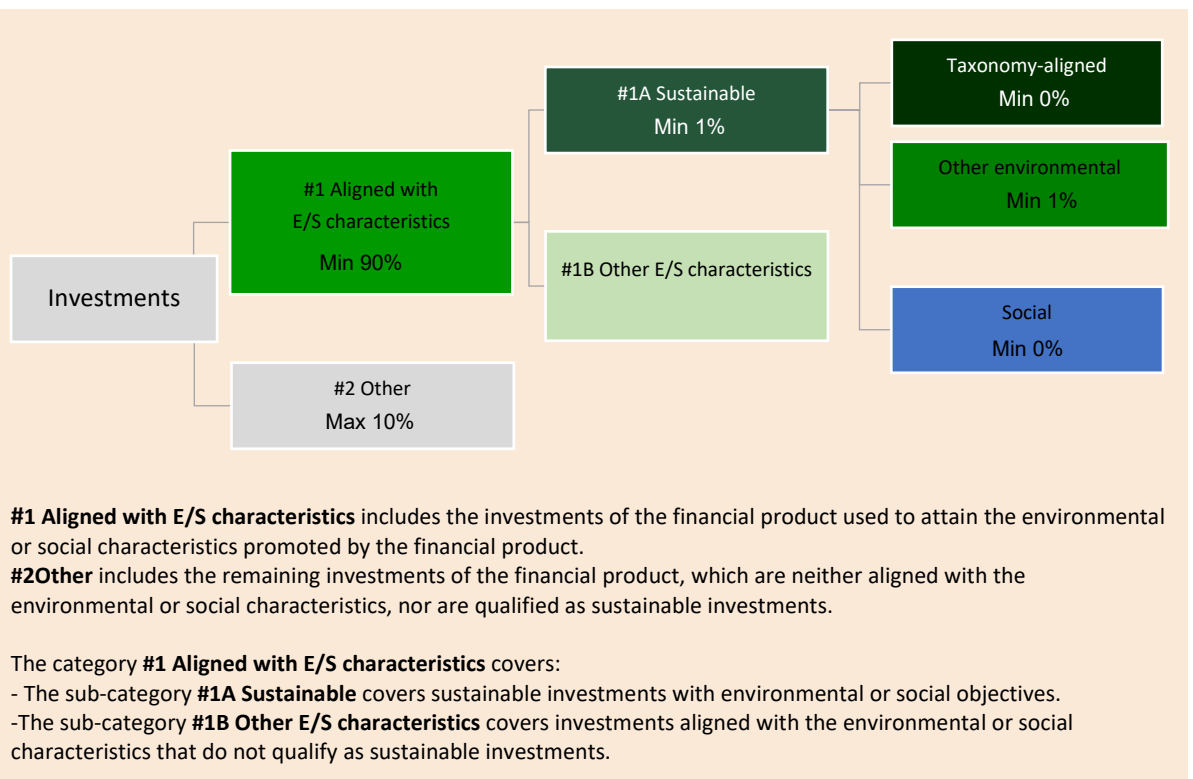 Investments
#1 Aligned with
E/S characteristics
Min 90%
#2 Other
Max 10%
#1A Sustainable
Min 1%
#1B Other E/S characteristics
Taxonomy-aligned
Min 0%
Other environmental
Min 1%
Social
Min 0%
#1 Aligned with E/S characteristics includes the investments of the financial product used to attain the environmental
or social characteristics promoted by the financial product.
#2Other includes the remaining investments of the financial product, which are neither aligned with the
environmental or social characteristics, nor are qualified as sustainable investments.
The category #1 Aligned with E/S characteristics covers:
- The sub-category #1A Sustainable covers sustainable investments with environmental or social objectives.
-The sub-category #1B Other E/S characteristics covers investments aligned with the environmental or social
characteristics that do not qualify as sustainable investments.